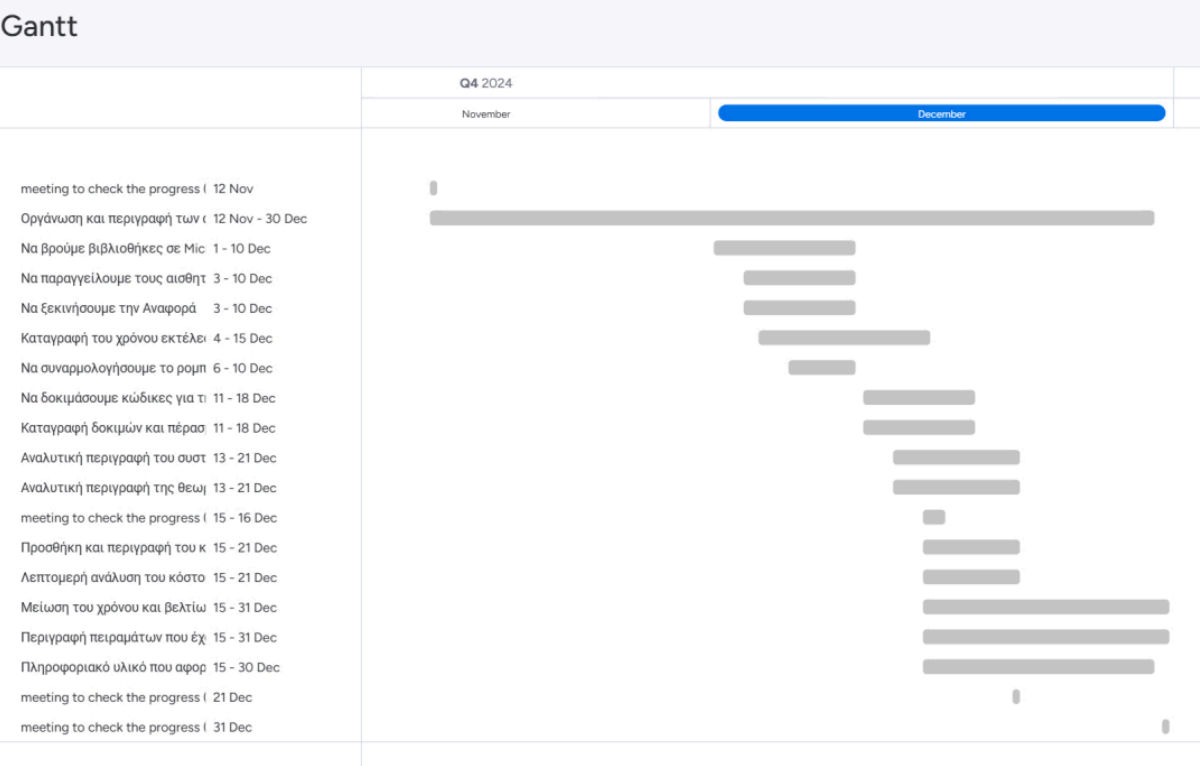 Gantt
Q4 2024
November December
meeting to check the progress ( 12 Nov
Οργάνωση και περιγραφή των 12 Nov - 30 Dec
Να βρούμε βιβλιοθήκες σε Mic 1 - 10 Dec
Να παραγγείλουμε τους αισθητ 3 - 10 Dec
Να ξεκινήσουμε την Αναφορά 3 - 10 Dec
Καταγραφή του χρόνου εκτέλε 4 - 15 Dec
Να συναρμολογήσουμε το ρομπ 6 - 10 Dec
Να δοκιμάσουμε κώδικες για τ 11 - 18 Dec
Καταγραφή δοκιμών και πέρασ 11 - 18 Dec
Αναλυτική περιγραφή του συστ 13 - 21 Dec
Αναλυτική περιγραφή της θεω 13 - 21 Dec
meeting to check the progress ( 15 - 16 Dec
Προσθήκη και περιγραφή του κ 15 - 21 Dec
Λεπτομερή ανάλυση του κόστο 15 - 21 Dec
Μείωση του χρόνου και βελτίω 15 - 31 Dec
Περιγραφή πειραμάτων που έχ 15 - 31 Dec
Πληροφοριακό υλικό που αφορ 15 - 30 Dec
meeting to check the progress ( 21 Dec
meeting to check the progress ( 31 Dec